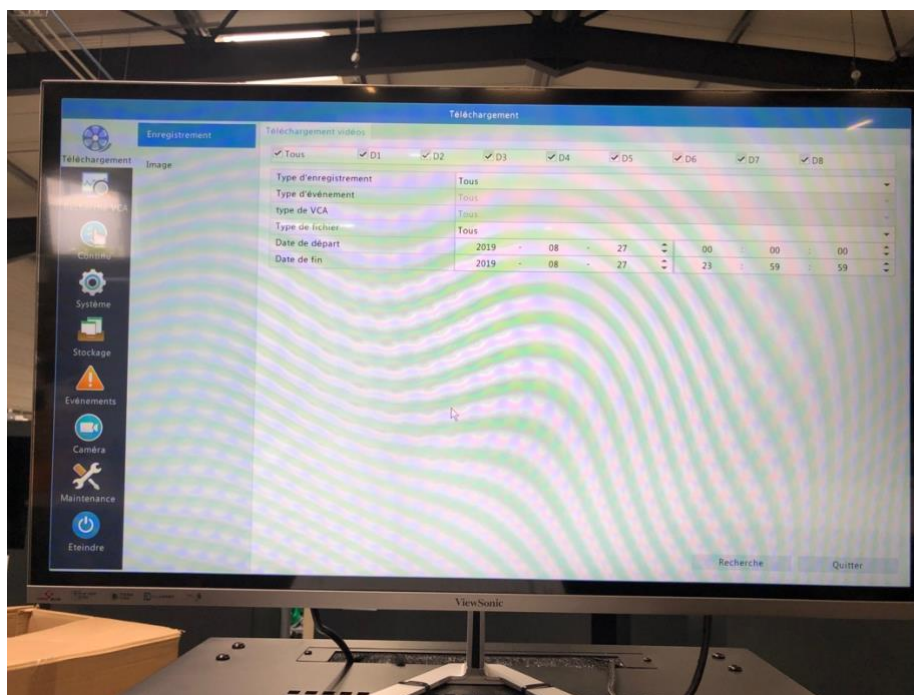 Téléchargement
Téléchargement
Enregistrement
Image
Téléchargement vidéos
Tous D1 D2 D3 D4 D5 D6 D7 D8
Type d'enregistrement Tous
Type d'événement Tous
type de VCA Tous
Type de fichier Tous
Date de départ 2019 - 08 - 27 00 : 00 : 00
Date de fin 2019 - 08 - 27 23 : 59 : 59
VCA
Continu
Système
Stockage
Evénements
Caméra
Maintenance
Eteindre
Recherche Quitter
ViewSonic